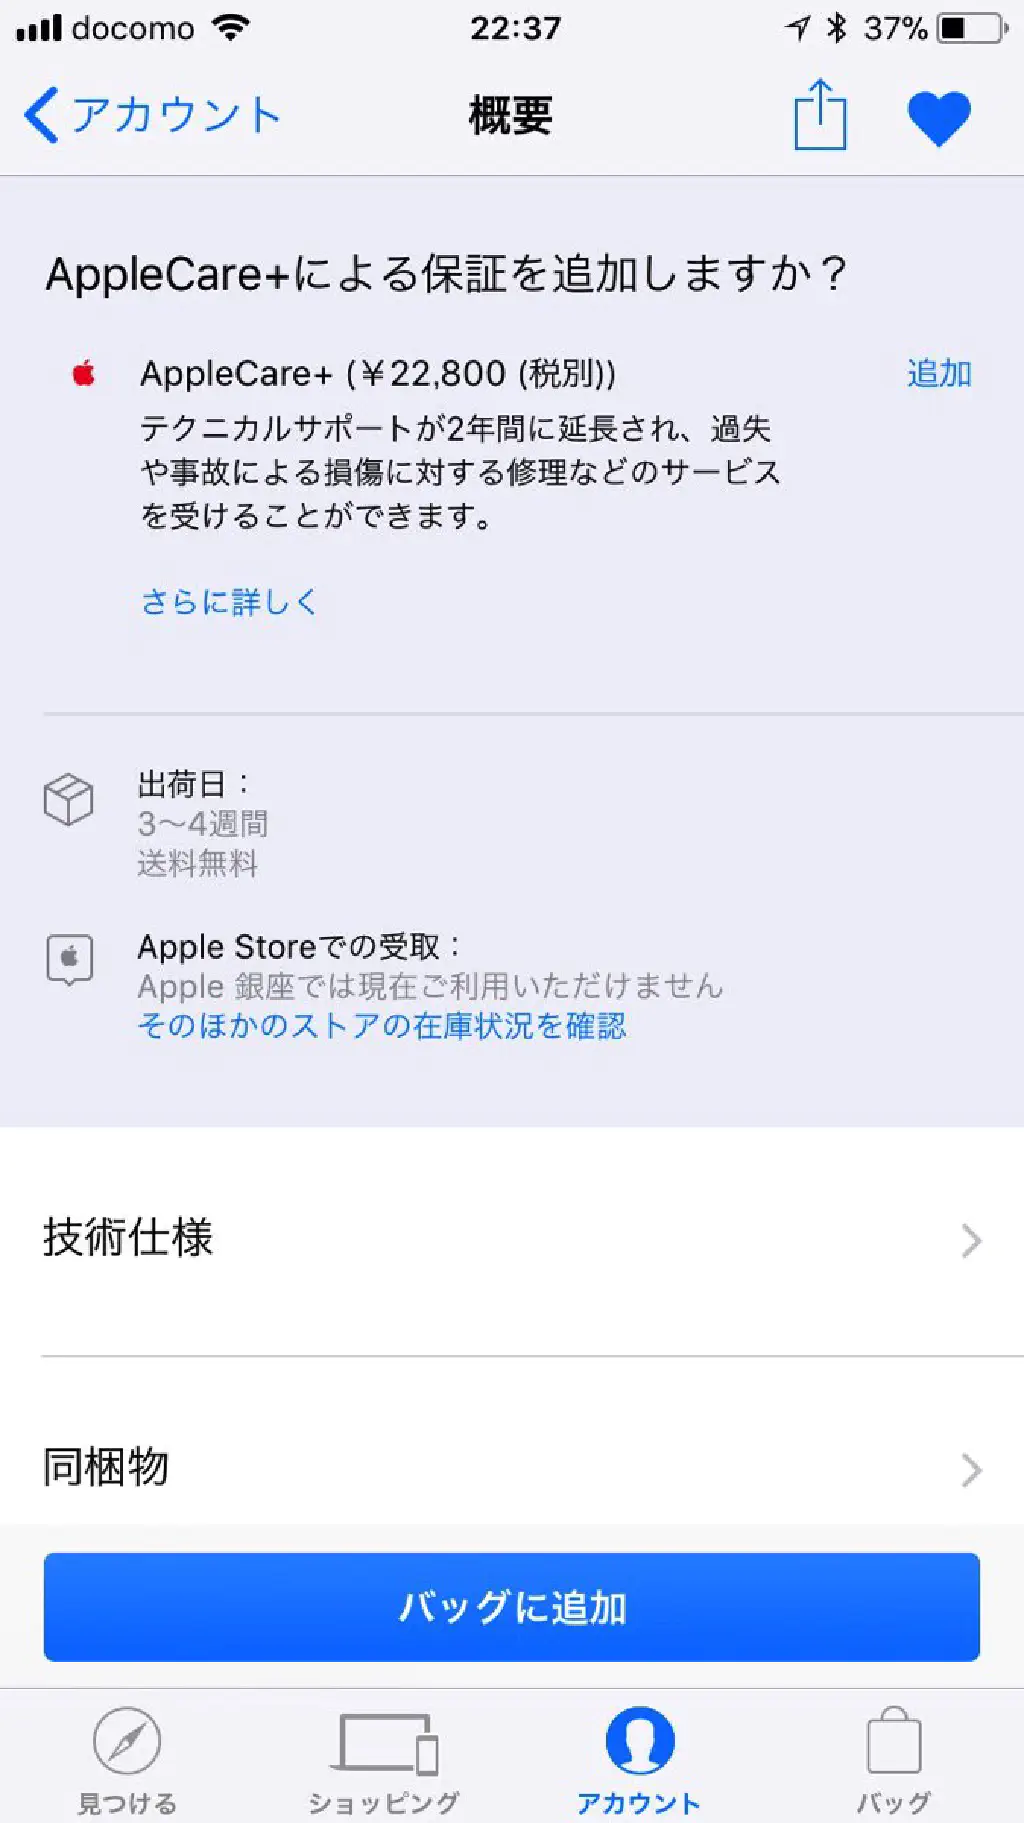 docomo 22:37 37%
アカウント 概要
AppleCare+による保証を追加しますか？
AppleCare+ (¥22,800 (税別)) 追加
テクニカルサポートが2年間に延長され、過失
や事故による損傷に対する修理などのサービス
を受けることができます。
さらに詳しく
出荷日：
3〜4週間
送料無料
Apple Storeでの受取：
Apple 銀座では現在ご利用いただけません
そのほかのストアの在庫状況を確認
技術仕様
同梱物
バッグに追加
見つける ショッピング アカウント バッグ